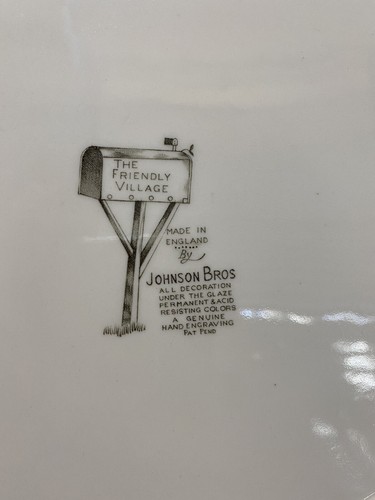 THE
FRIENDLY
VILLAGE
MADE IN
ENGLAND
By
JOHNSON BROS
ALL DECORATION
UNDER THE GLAZE
PERMANENT & ACID
RESISTING COLORS
A GENUINE
HAND ENGRAVING
PAT PEND